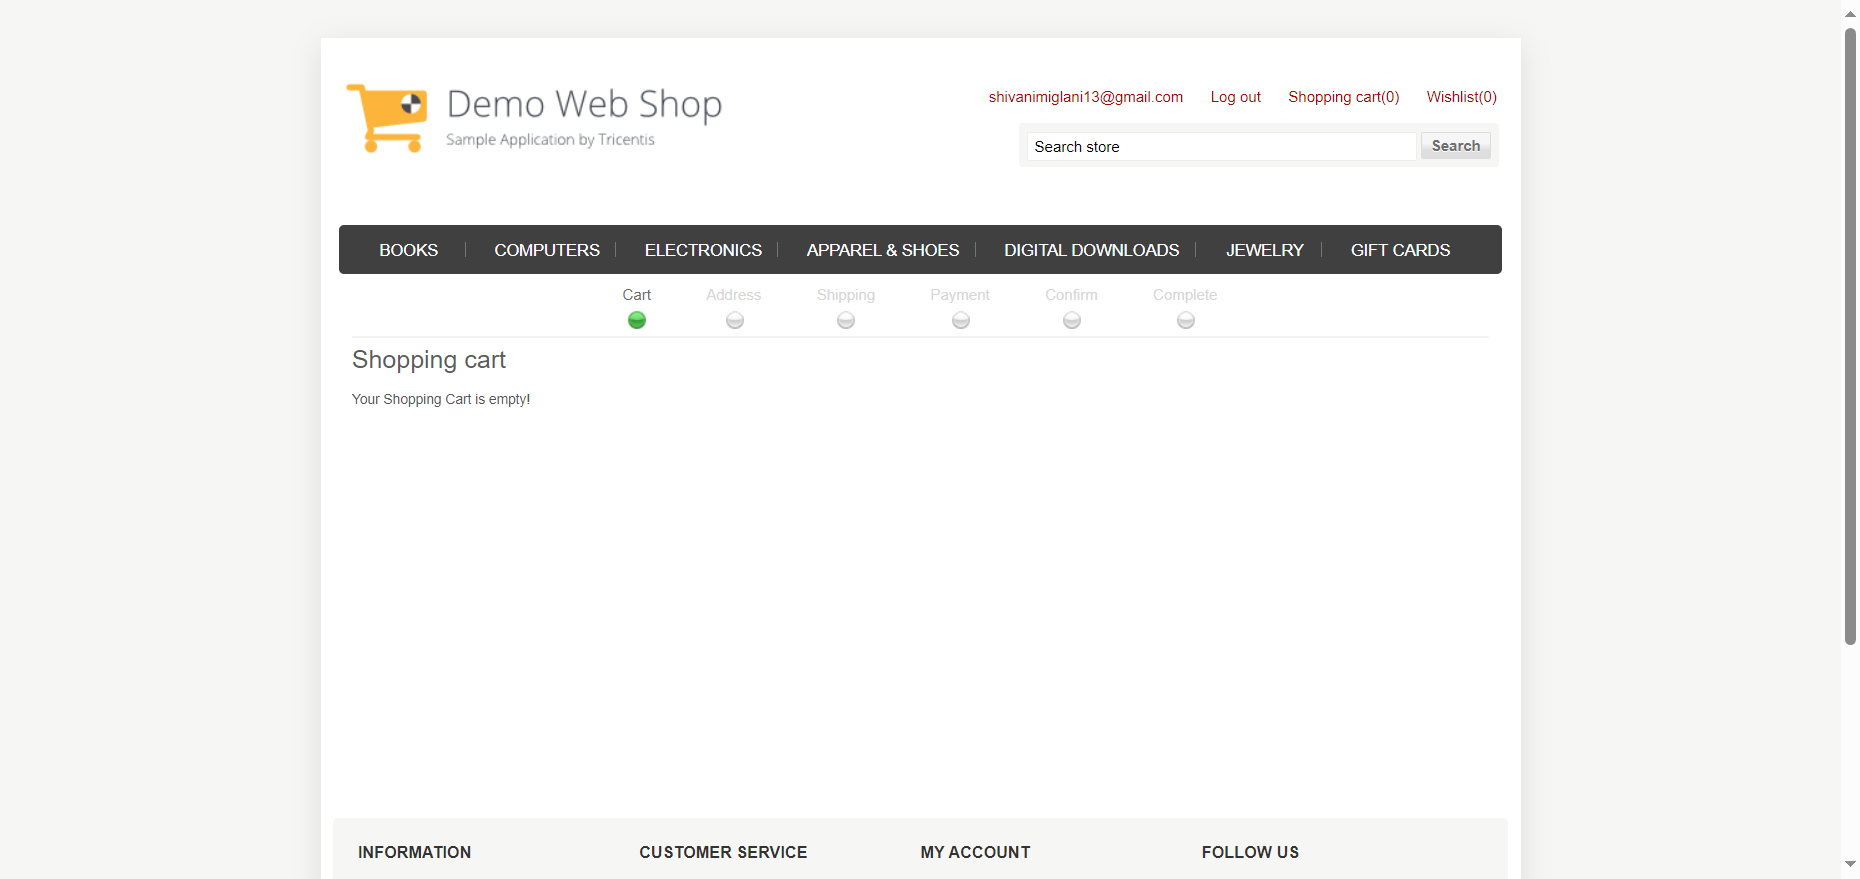 Demo Web Shop
Sample Application by Tricentis
shivanimiglani13@gmail.com Log out Shopping cart(0) Wishlist(0)
Search store Search
BOOKS COMPUTERS ELECTRONICS APPAREL & SHOES DIGITAL DOWNLOADS JEWELRY GIFT CARDS
Cart Address Shipping Payment Confirm Complete
Shopping cart
Your Shopping Cart is empty!
INFORMATION CUSTOMER SERVICE MY ACCOUNT FOLLOW US